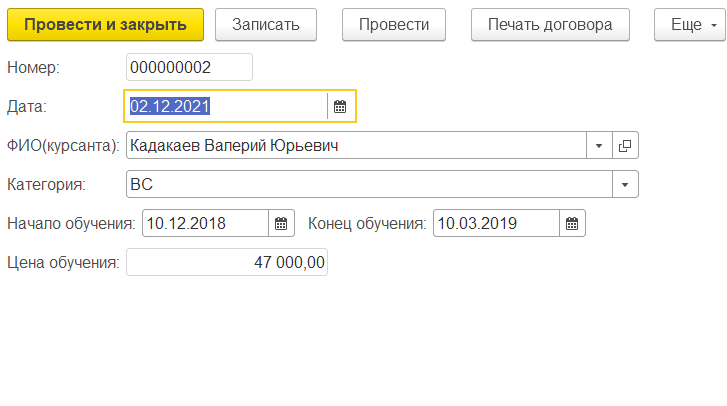 Провести и закрыть Записать Провести Печать договора Еще
Номер: 000000002
Дата: 02.12.2021
ФИО(курсанта): Кадакаев Валерий Юрьевич
Категория: ВС
Начало обучения: 10.12.2018 Конец обучения: 10.03.2019
Цена обучения: 47 000,00